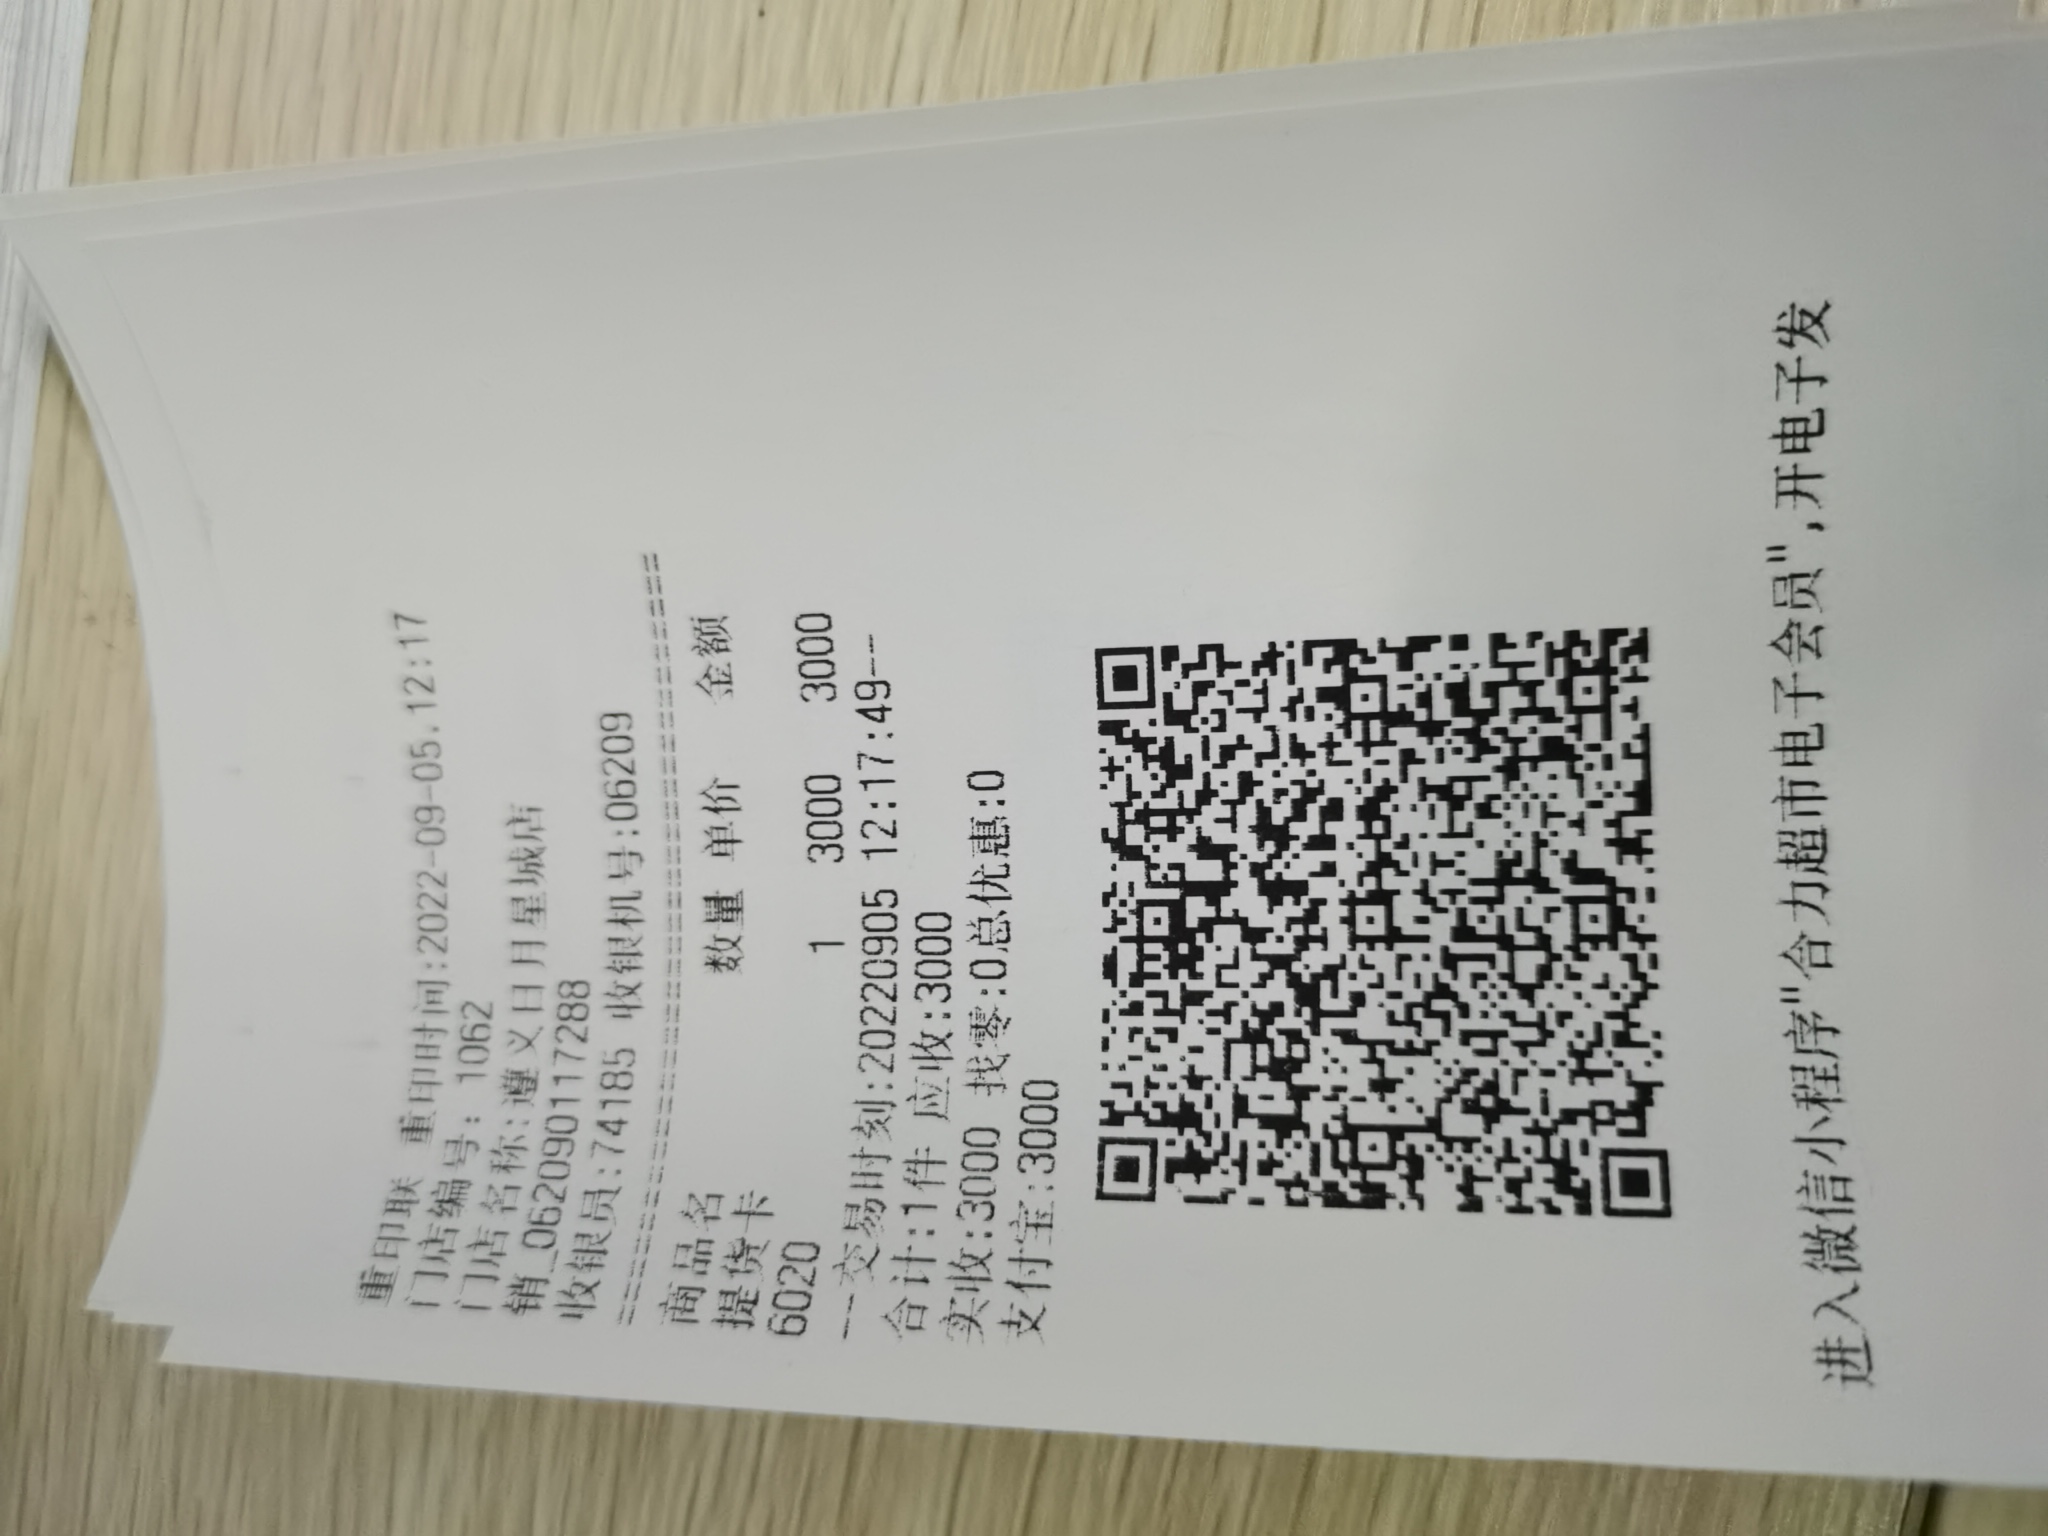 重印联 重印时间:2022-09-05.12:17
门店编号: 1062
门店名称:遵义日月星城店
销_0620901117288
收银员:74185 收银机号:06209
商品名 数量 单价 金额
提货卡
6020 1 3000 3000
--交易时刻:20220905 12:17:49--
合计:1件 应收:3000
实收:3000 找零:0总优惠:0
支付宝:3000
进入微信小程序"合力超市电子会员",开电子发